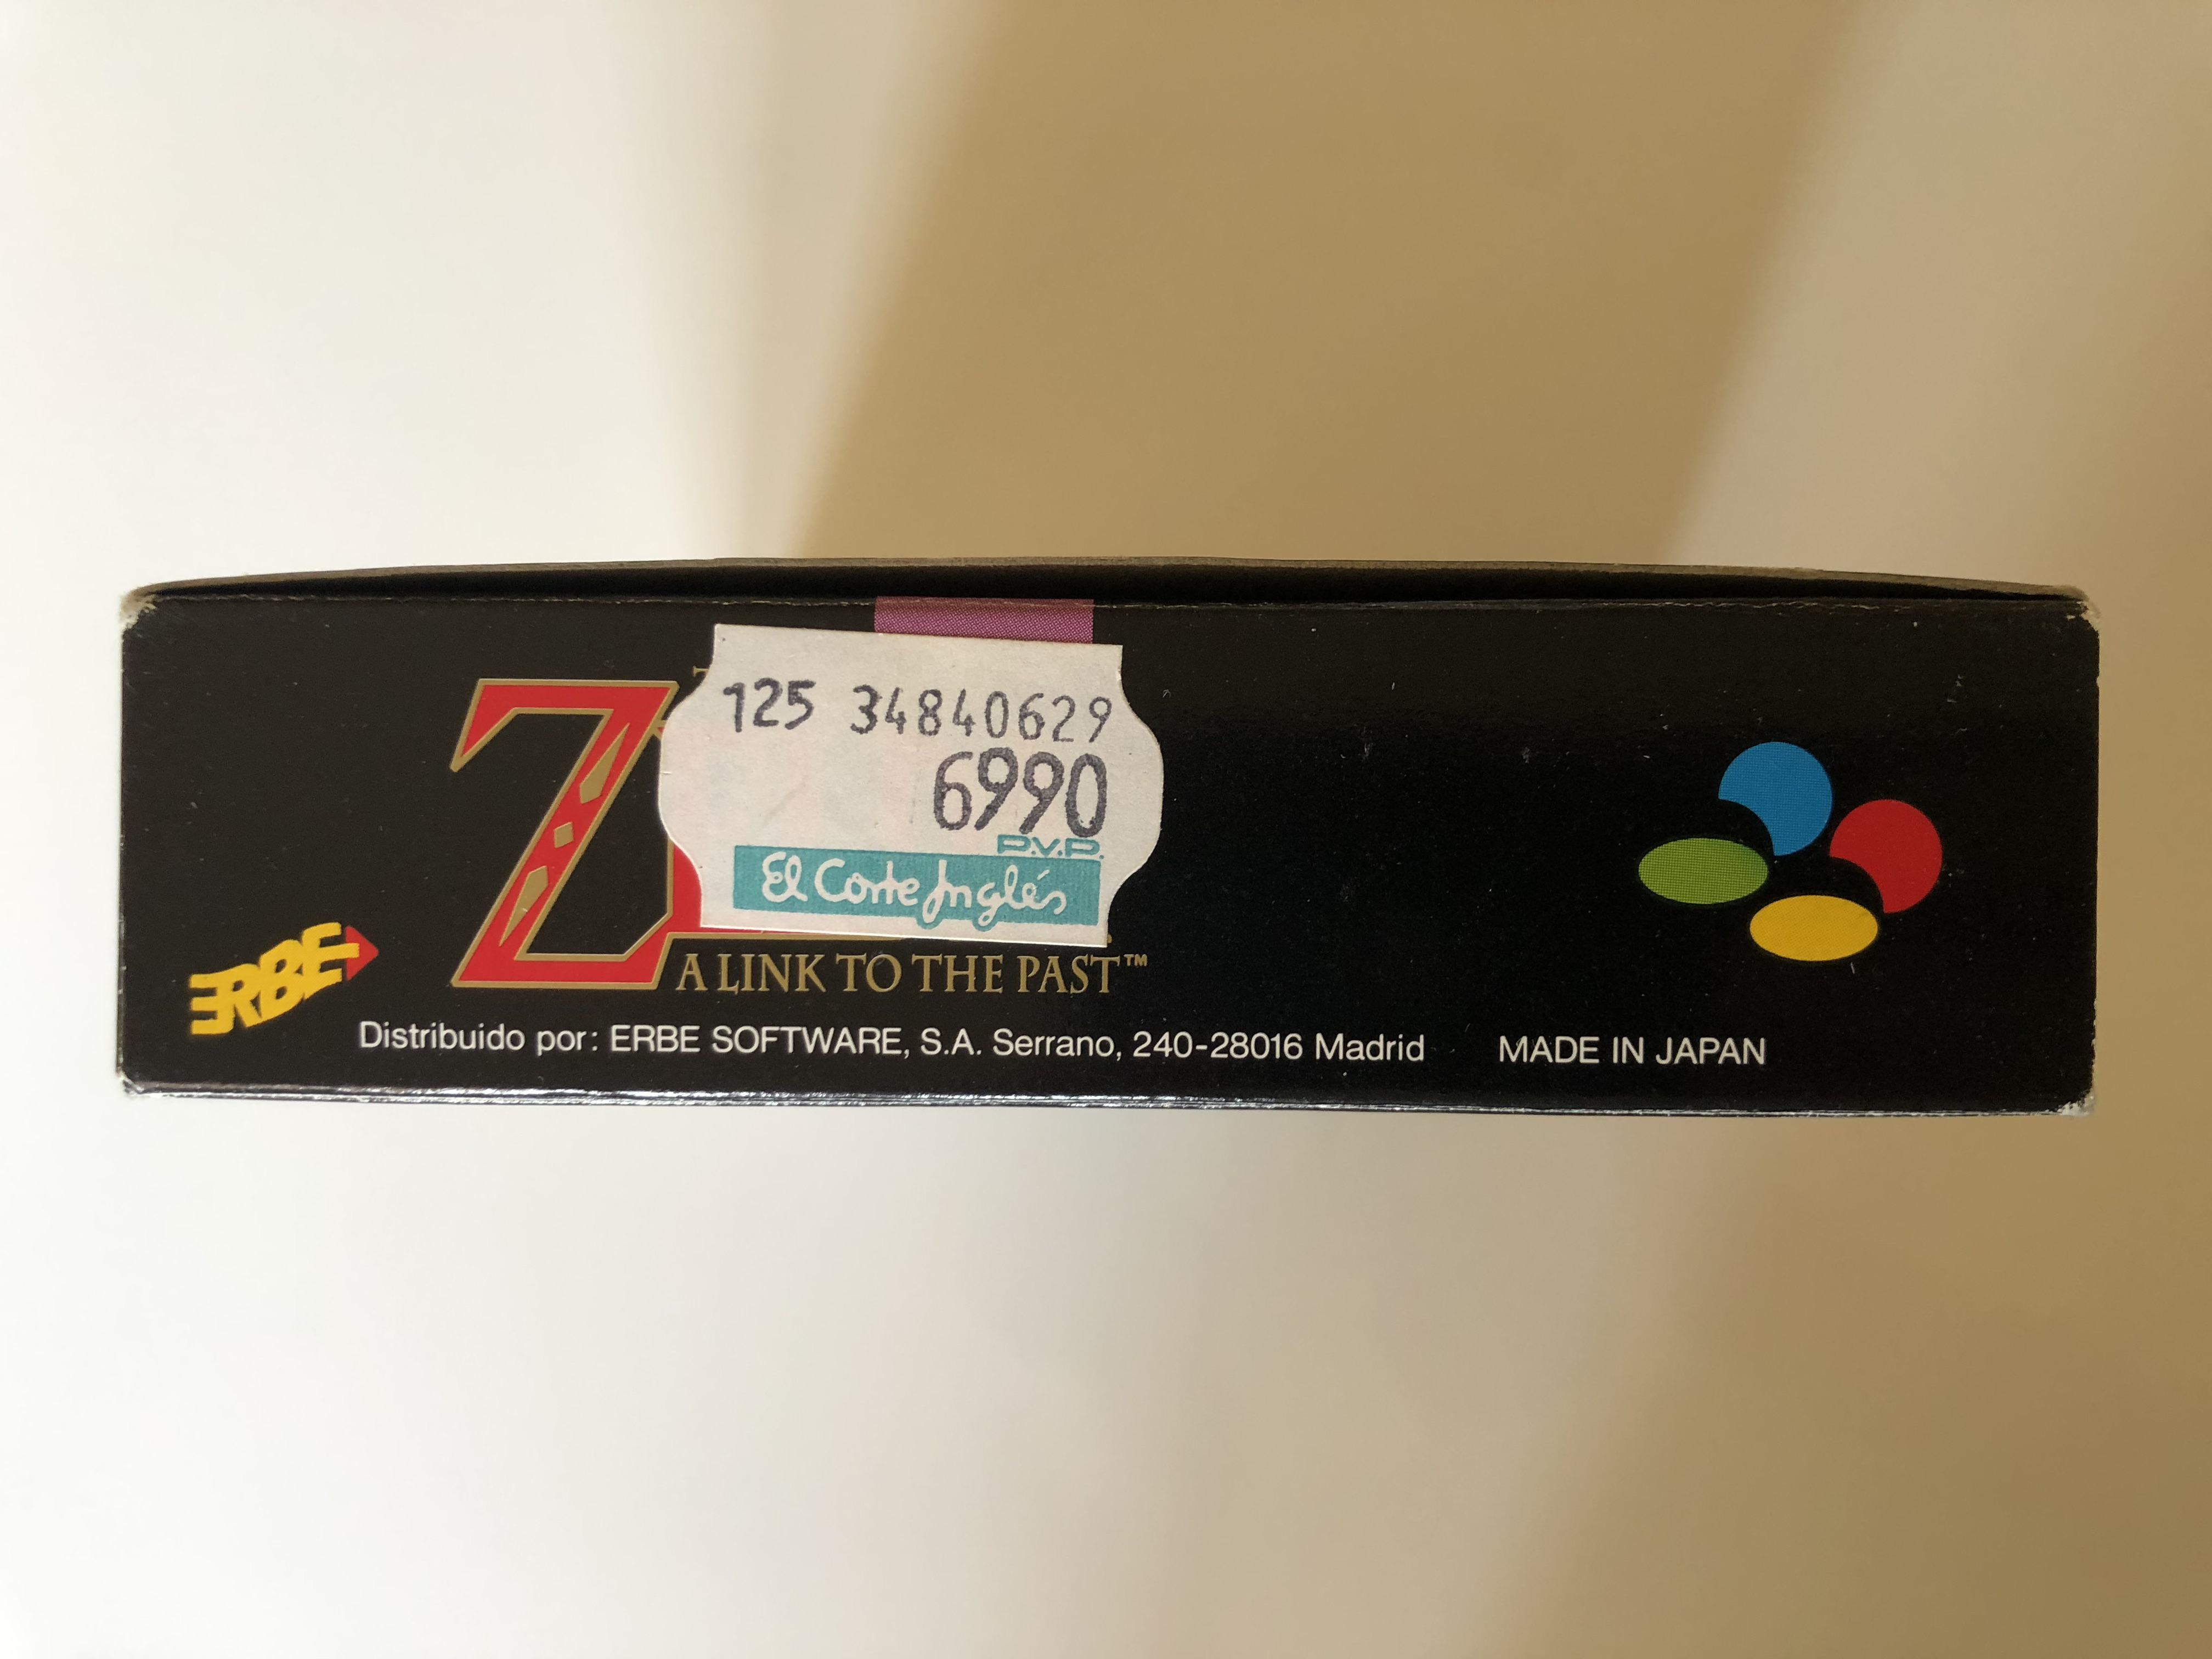 125 34840629
6990
P.V.P.
El Corte Inglés
Z
A LINK TO THE PAST™
ERBE
Distribuido por: ERBE SOFTWARE, S.A. Serrano, 240-28016 Madrid MADE IN JAPAN